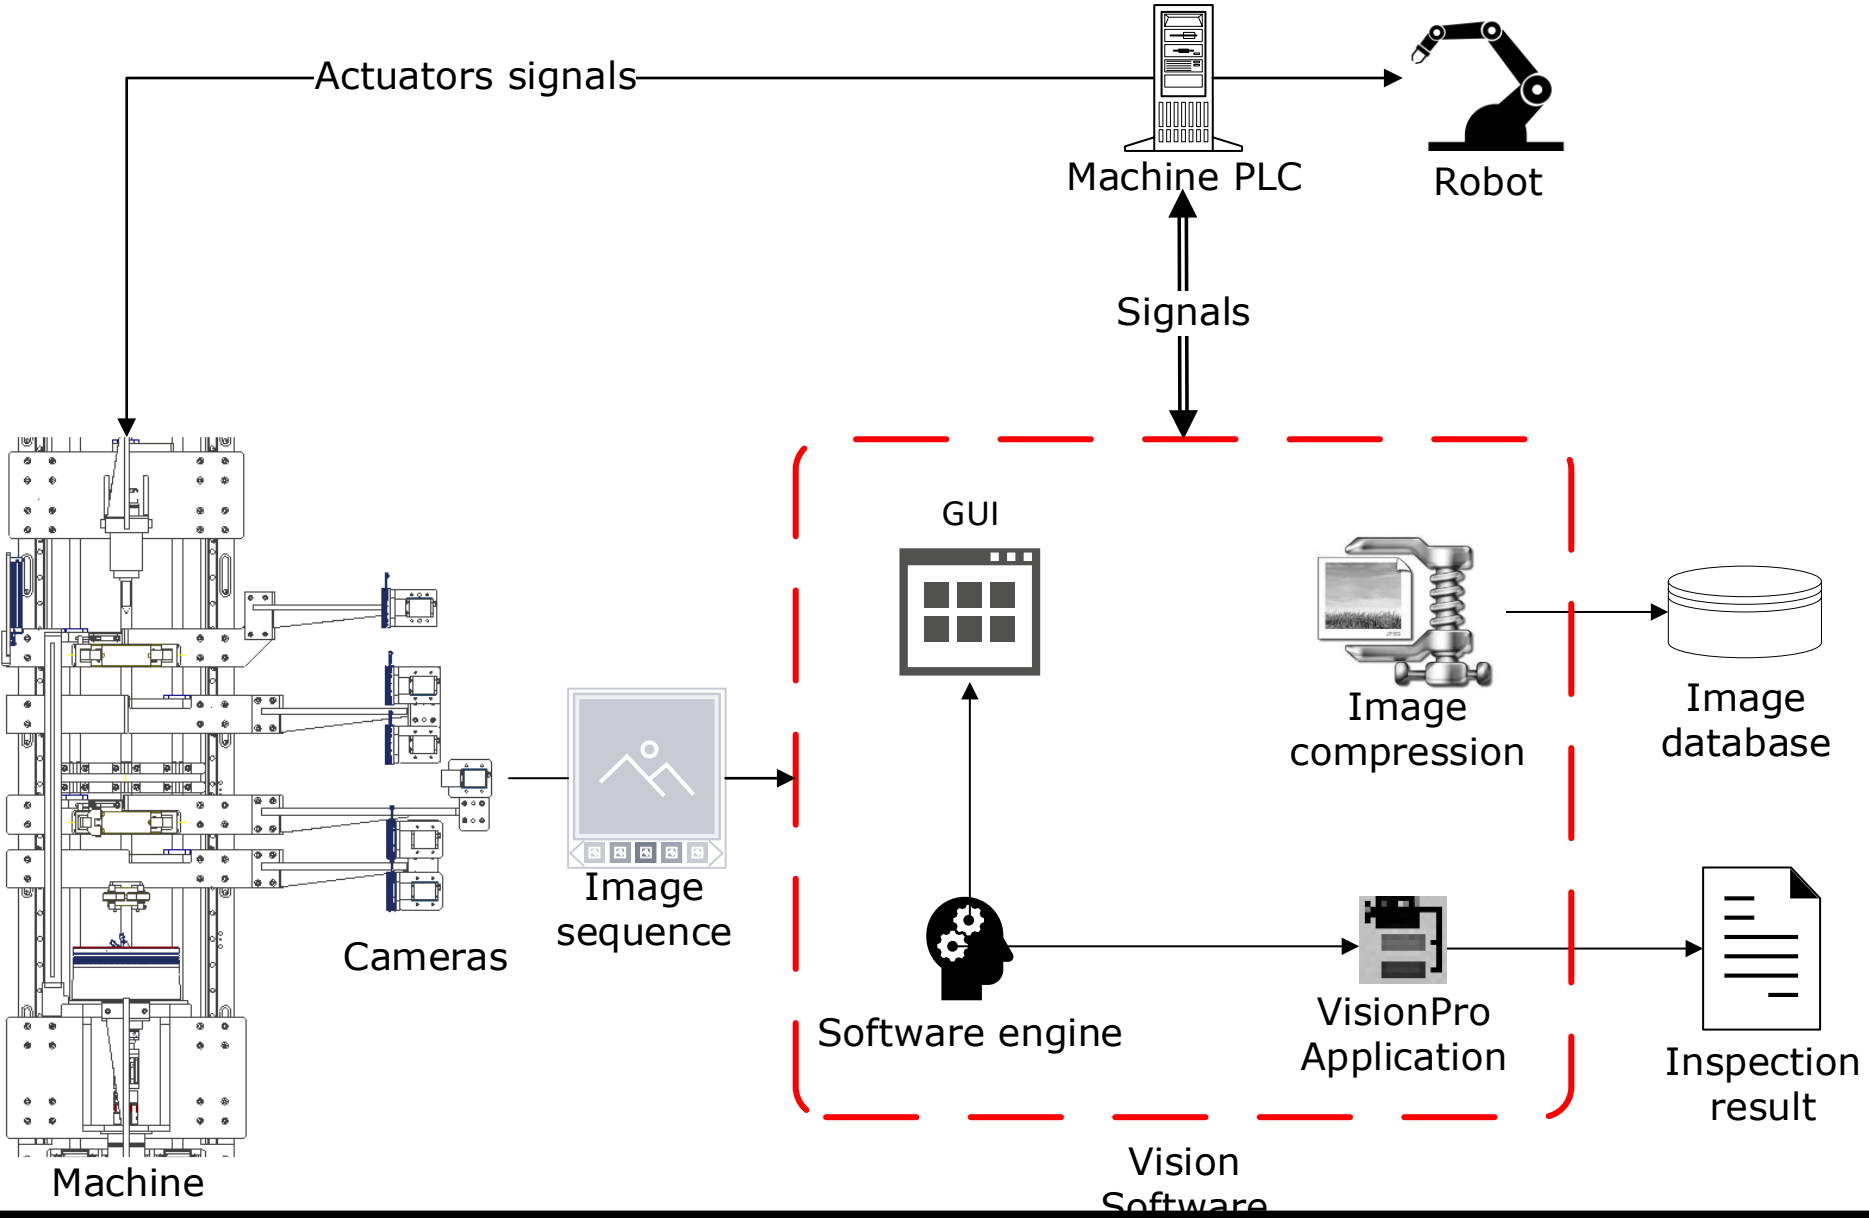 Actuators signals
Machine PLC
Robot
Signals
GUI
Image
compression
Image
database
Image
sequence
Cameras
Software engine
VisionPro
Application
Inspection
result
Machine
Vision
Software